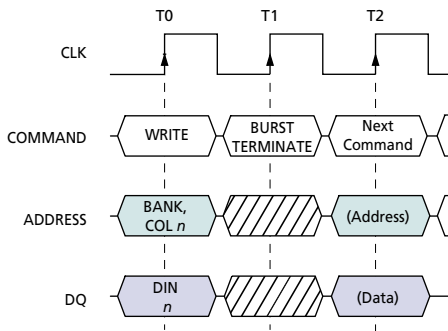 T0 T1 T2
CLK
COMMAND WRITE BURST TERMINATE Next Command
ADDRESS BANK, COL n (Address)
DQ DIN n (Data)